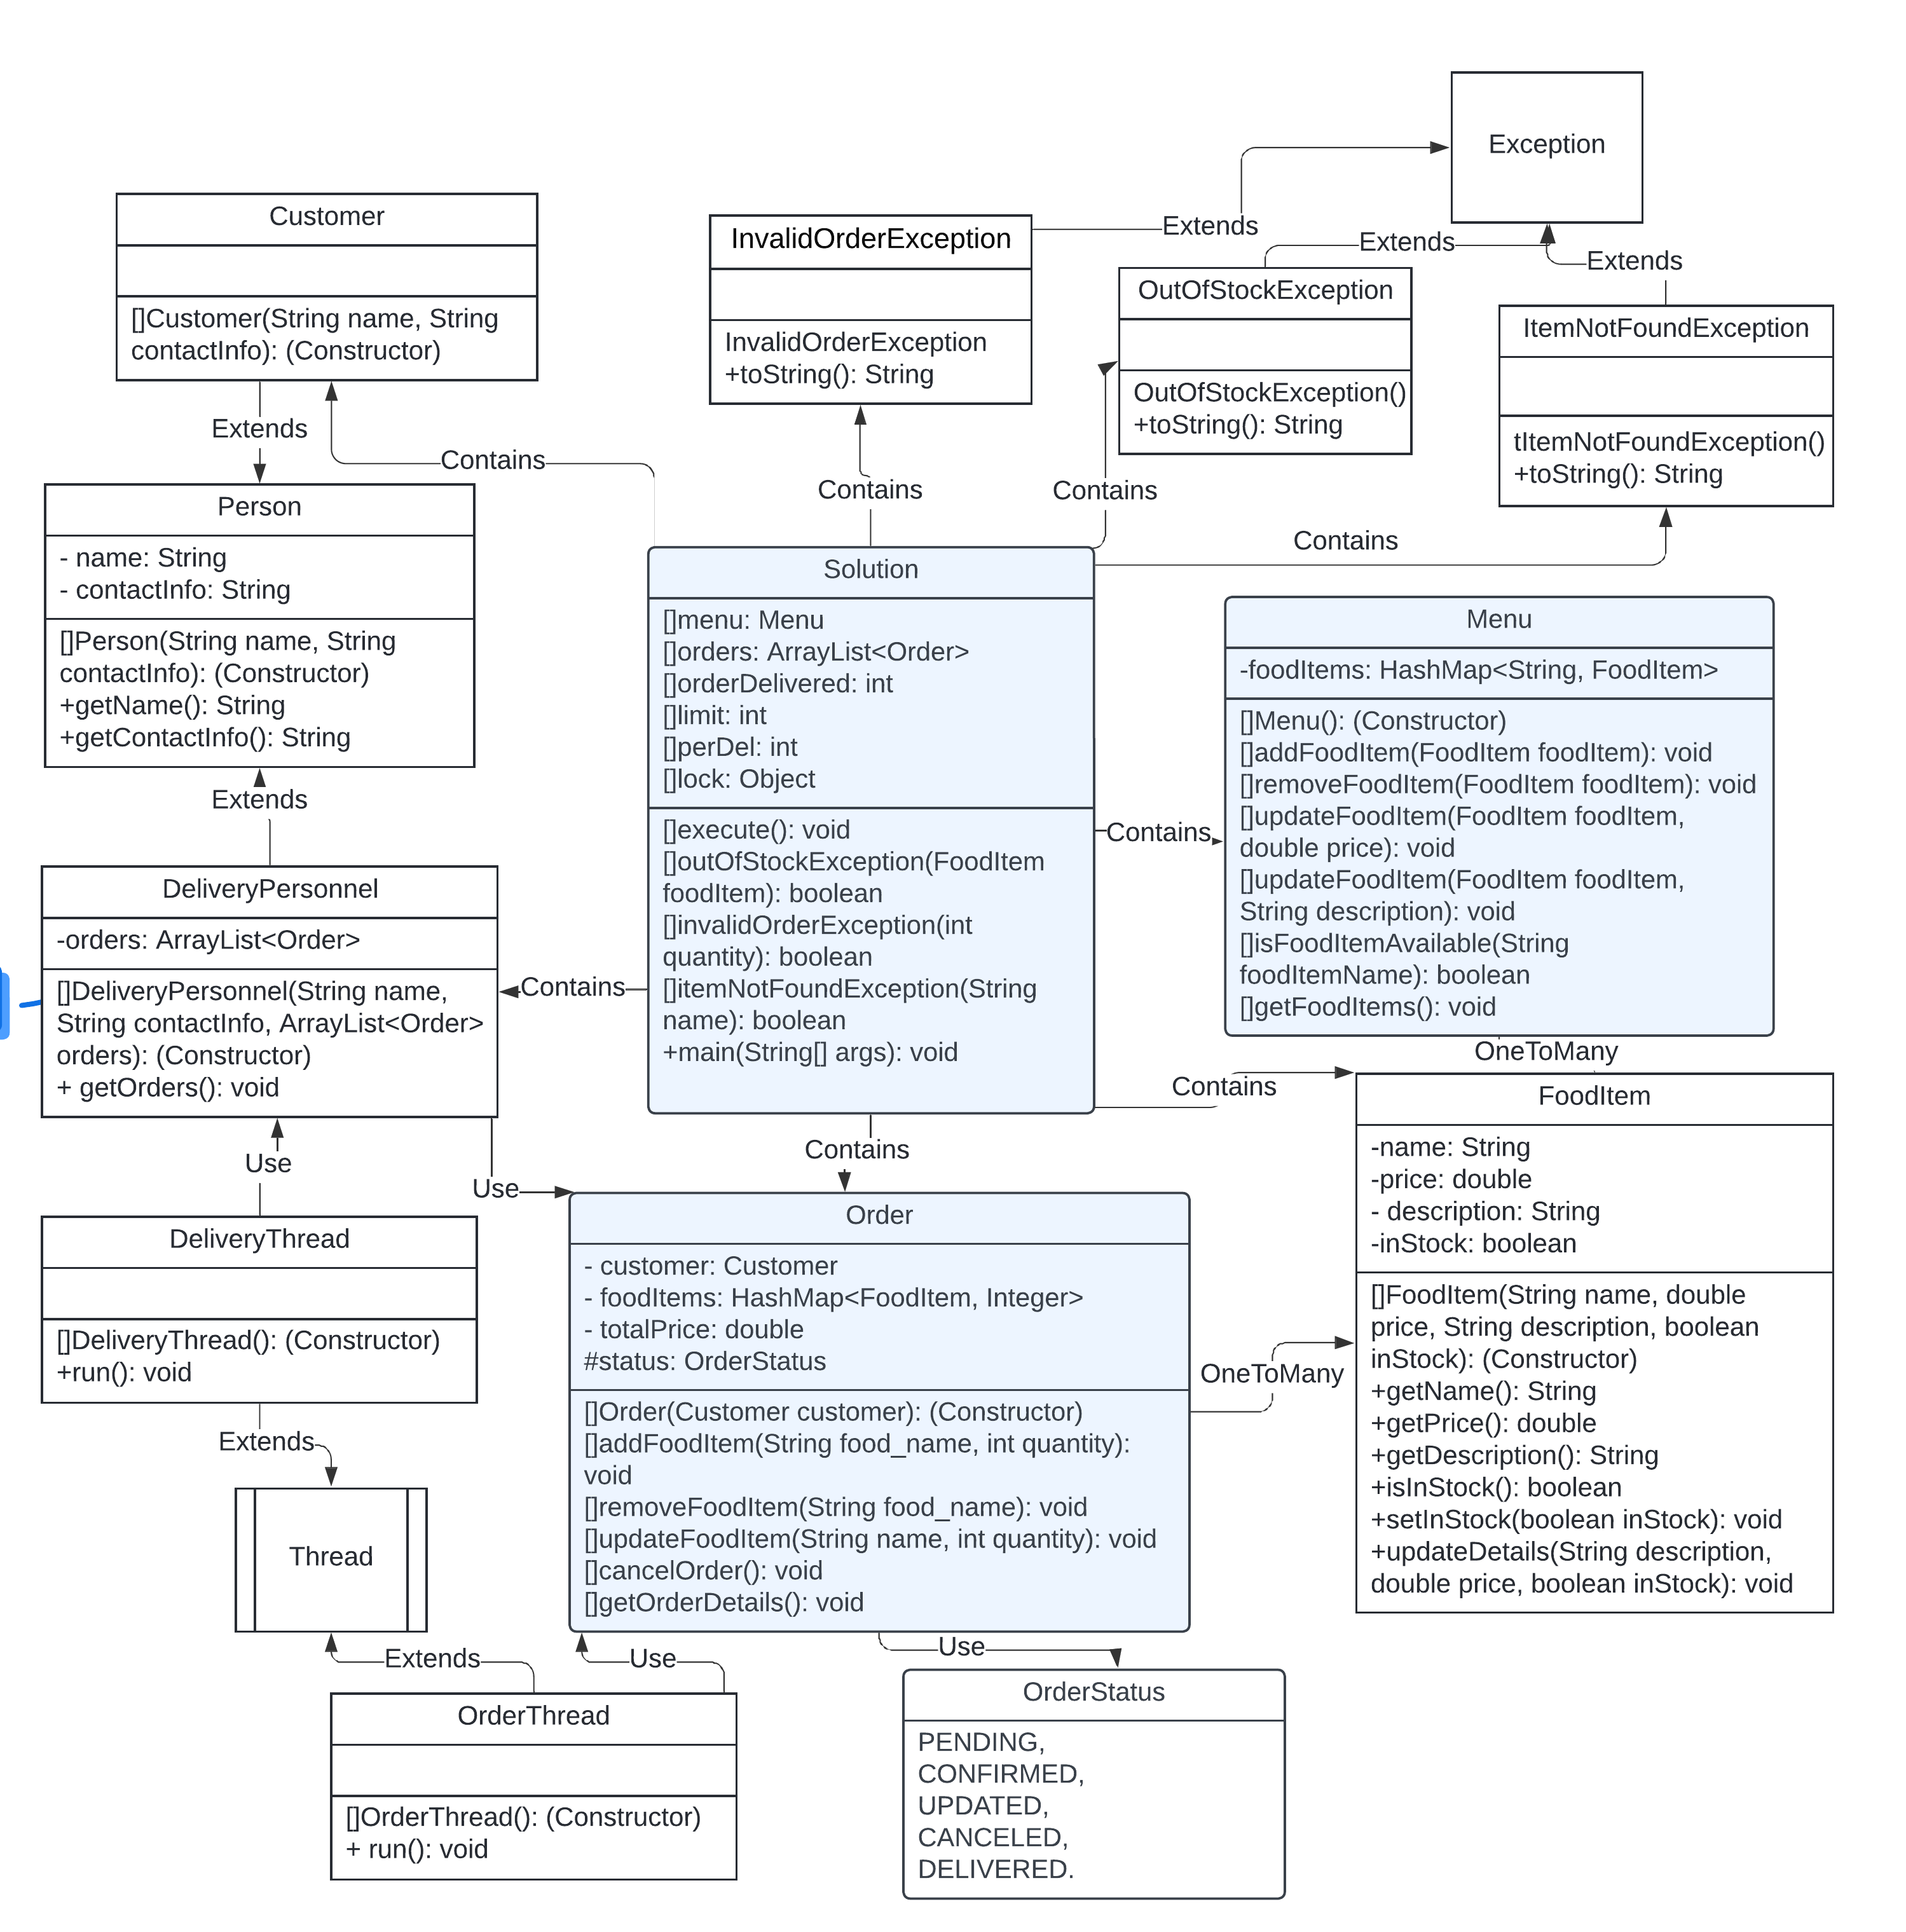 Exception
Extends
Customer
[]Customer(String name, String
contactInfo): (Constructor)
InvalidOrderException
InvalidOrderException
+toString(): String
Extends
OutOfStockException
OutOfStockException()
+toString(): String
Extends
ItemNotFoundException
tItemNotFoundException()
+toString(): String
Extends
Contains
Contains
Contains
Contains
Person
- name: String
- contactInfo: String
[]Person(String name, String
contactInfo): (Constructor)
+getName(): String
+getContactInfo(): String
Solution
[]menu: Menu
[]orders: ArrayList<Order>
[]orderDelivered: int
[]limit: int
[]perDel: int
[]lock: Object
[]execute(): void
[]outOfStockException(FoodItem
foodItem): boolean
[]invalidOrderException(int
quantity): boolean
[]itemNotFoundException(String
name): boolean
+main(String[] args): void
Menu
-foodItems: HashMap<String, FoodItem>
[]Menu(): (Constructor)
[]addFoodItem(FoodItem foodItem): void
[]removeFoodItem(FoodItem foodItem): void
[]updateFoodItem(FoodItem foodItem,
double price): void
[]updateFoodItem(FoodItem foodItem,
String description): void
[]isFoodItemAvailable(String
foodItemName): boolean
[]getFoodItems(): void
Extends
Contains
DeliveryPersonnel
-orders: ArrayList<Order>
[]DeliveryPersonnel(String name,
String contactInfo, ArrayList<Order>
orders): (Constructor)
+ getOrders(): void
Contains
OneToMany
Contains
Contains
Use
Use
FoodItem
-name: String
-price: double
- description: String
-inStock: boolean
[]FoodItem(String name, double
price, String description, boolean
inStock): (Constructor)
+getName(): String
+getPrice(): double
+getDescription(): String
+isInStock(): boolean
+setInStock(boolean inStock): void
+updateDetails(String description,
double price, boolean inStock): void
DeliveryThread
[]DeliveryThread(): (Constructor)
+run(): void
Order
- customer: Customer
- foodItems: HashMap<FoodItem, Integer>
- totalPrice: double
#status: OrderStatus
[]Order(Customer customer): (Constructor)
[]addFoodItem(String food_name, int quantity):
void
[]removeFoodItem(String food_name): void
[]updateFoodItem(String name, int quantity): void
[]cancelOrder(): void
[]getOrderDetails(): void
OneToMany
Extends
Thread
Extends
Use
Use
OrderThread
[]OrderThread(): (Constructor)
+ run(): void
OrderStatus
PENDING,
CONFIRMED,
UPDATED,
CANCELED,
DELIVERED.